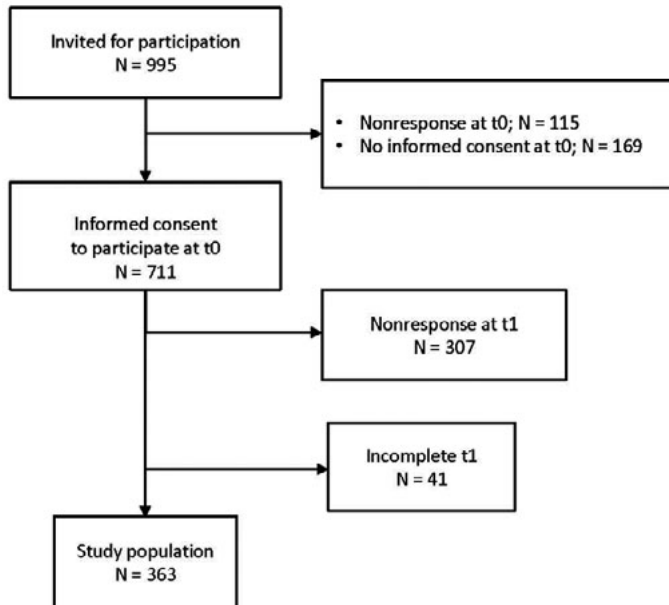 Invited for participation
N = 995
• Nonresponse at t0; N = 115
• No informed consent at t0; N = 169
Informed consent
to participate at t0
N = 711
Nonresponse at t1
N = 307
Incomplete t1
N = 41
Study population
N = 363